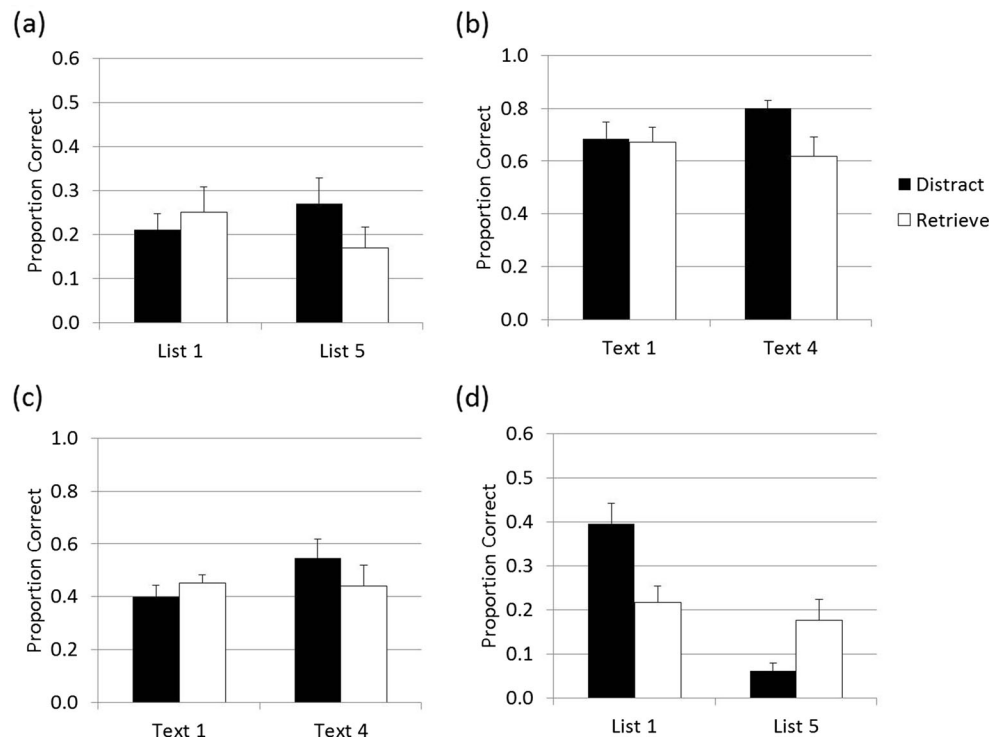 (a)
0.6
0.5
0.4
0.3
0.2
0.1
0.0
Proportion Correct
List 1 List 5
(b)
1.0
0.8
0.6
0.4
0.2
0.0
Proportion Correct
Text 1 Text 4
Distract
Retrieve
(c)
1.0
0.8
0.6
0.4
0.2
0.0
Proportion Correct
Text 1 Text 4
(d)
0.6
0.5
0.4
0.3
0.2
0.1
0.0
Proportion Correct
List 1 List 5